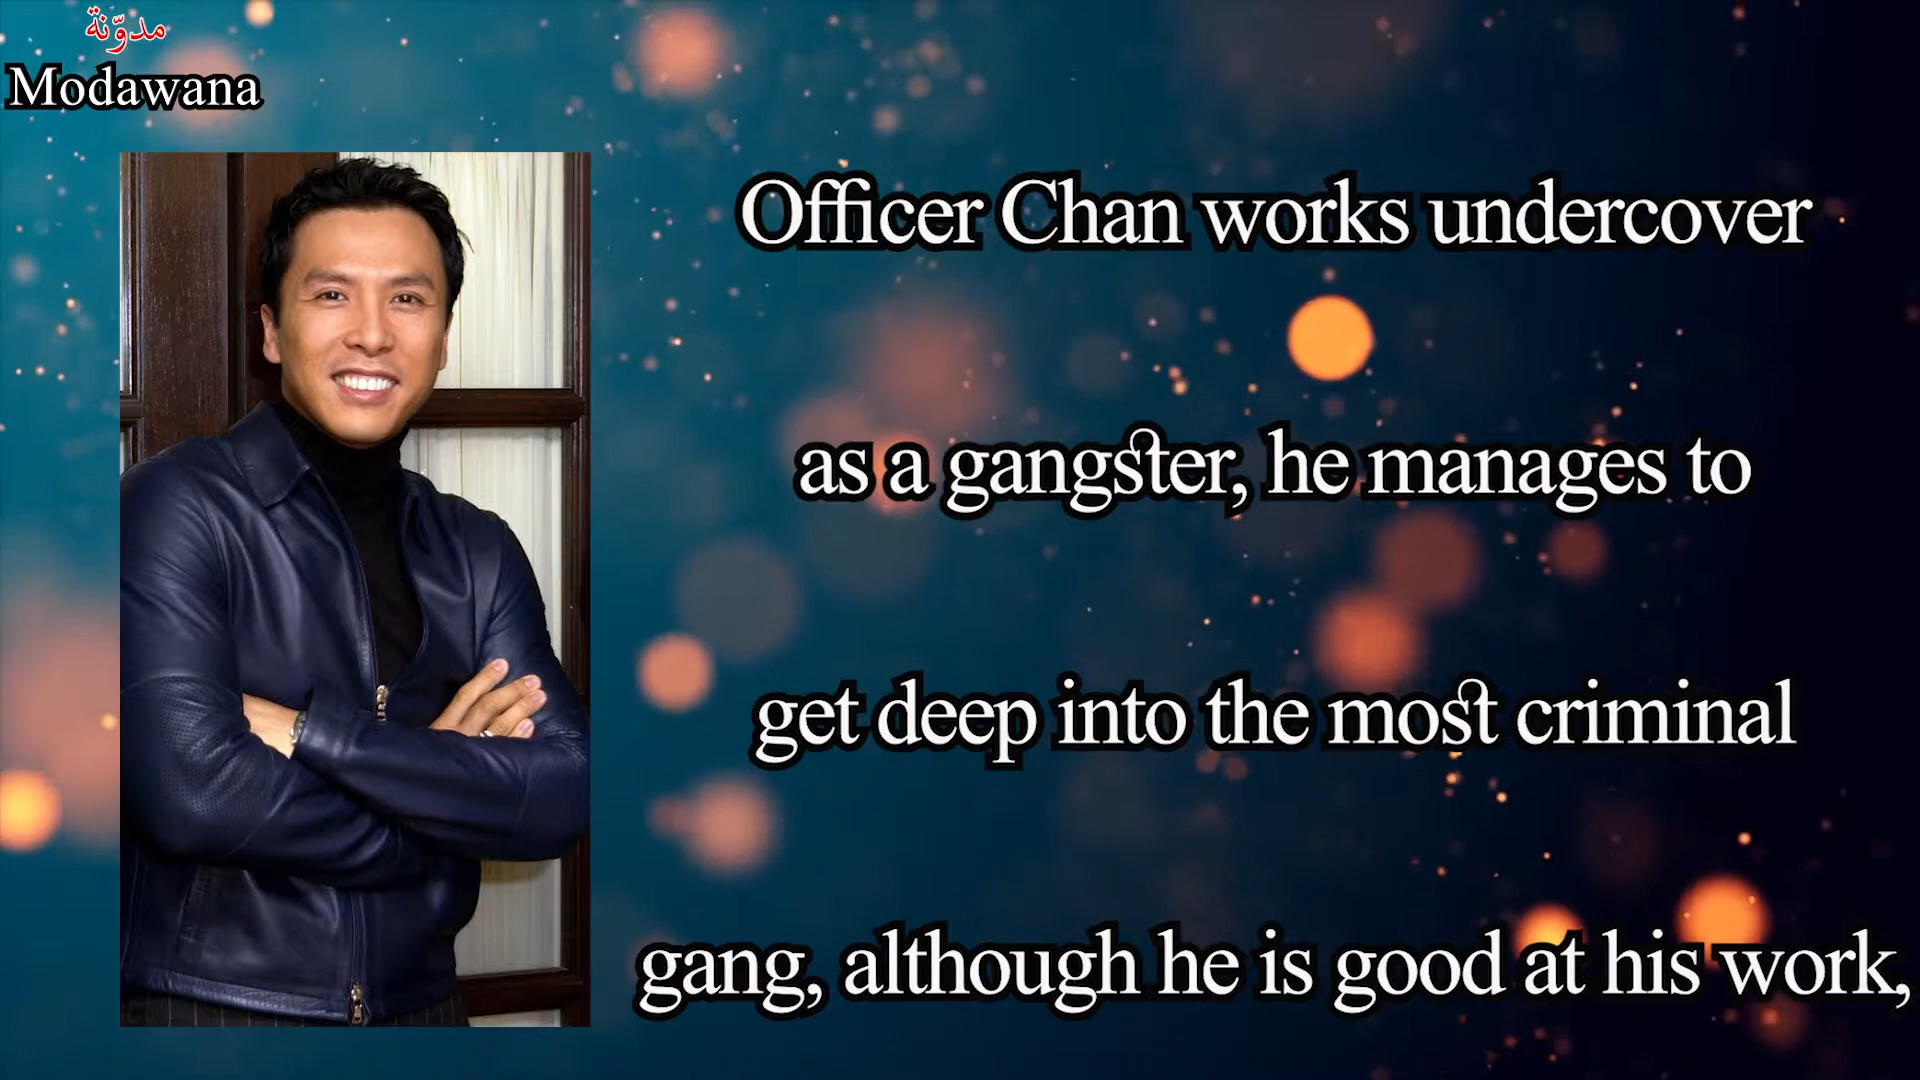 مدوّنة
Modawana
Officer Chan works undercover
as a gangster, he manages to
get deep into the most criminal
gang, although he is good at his work,